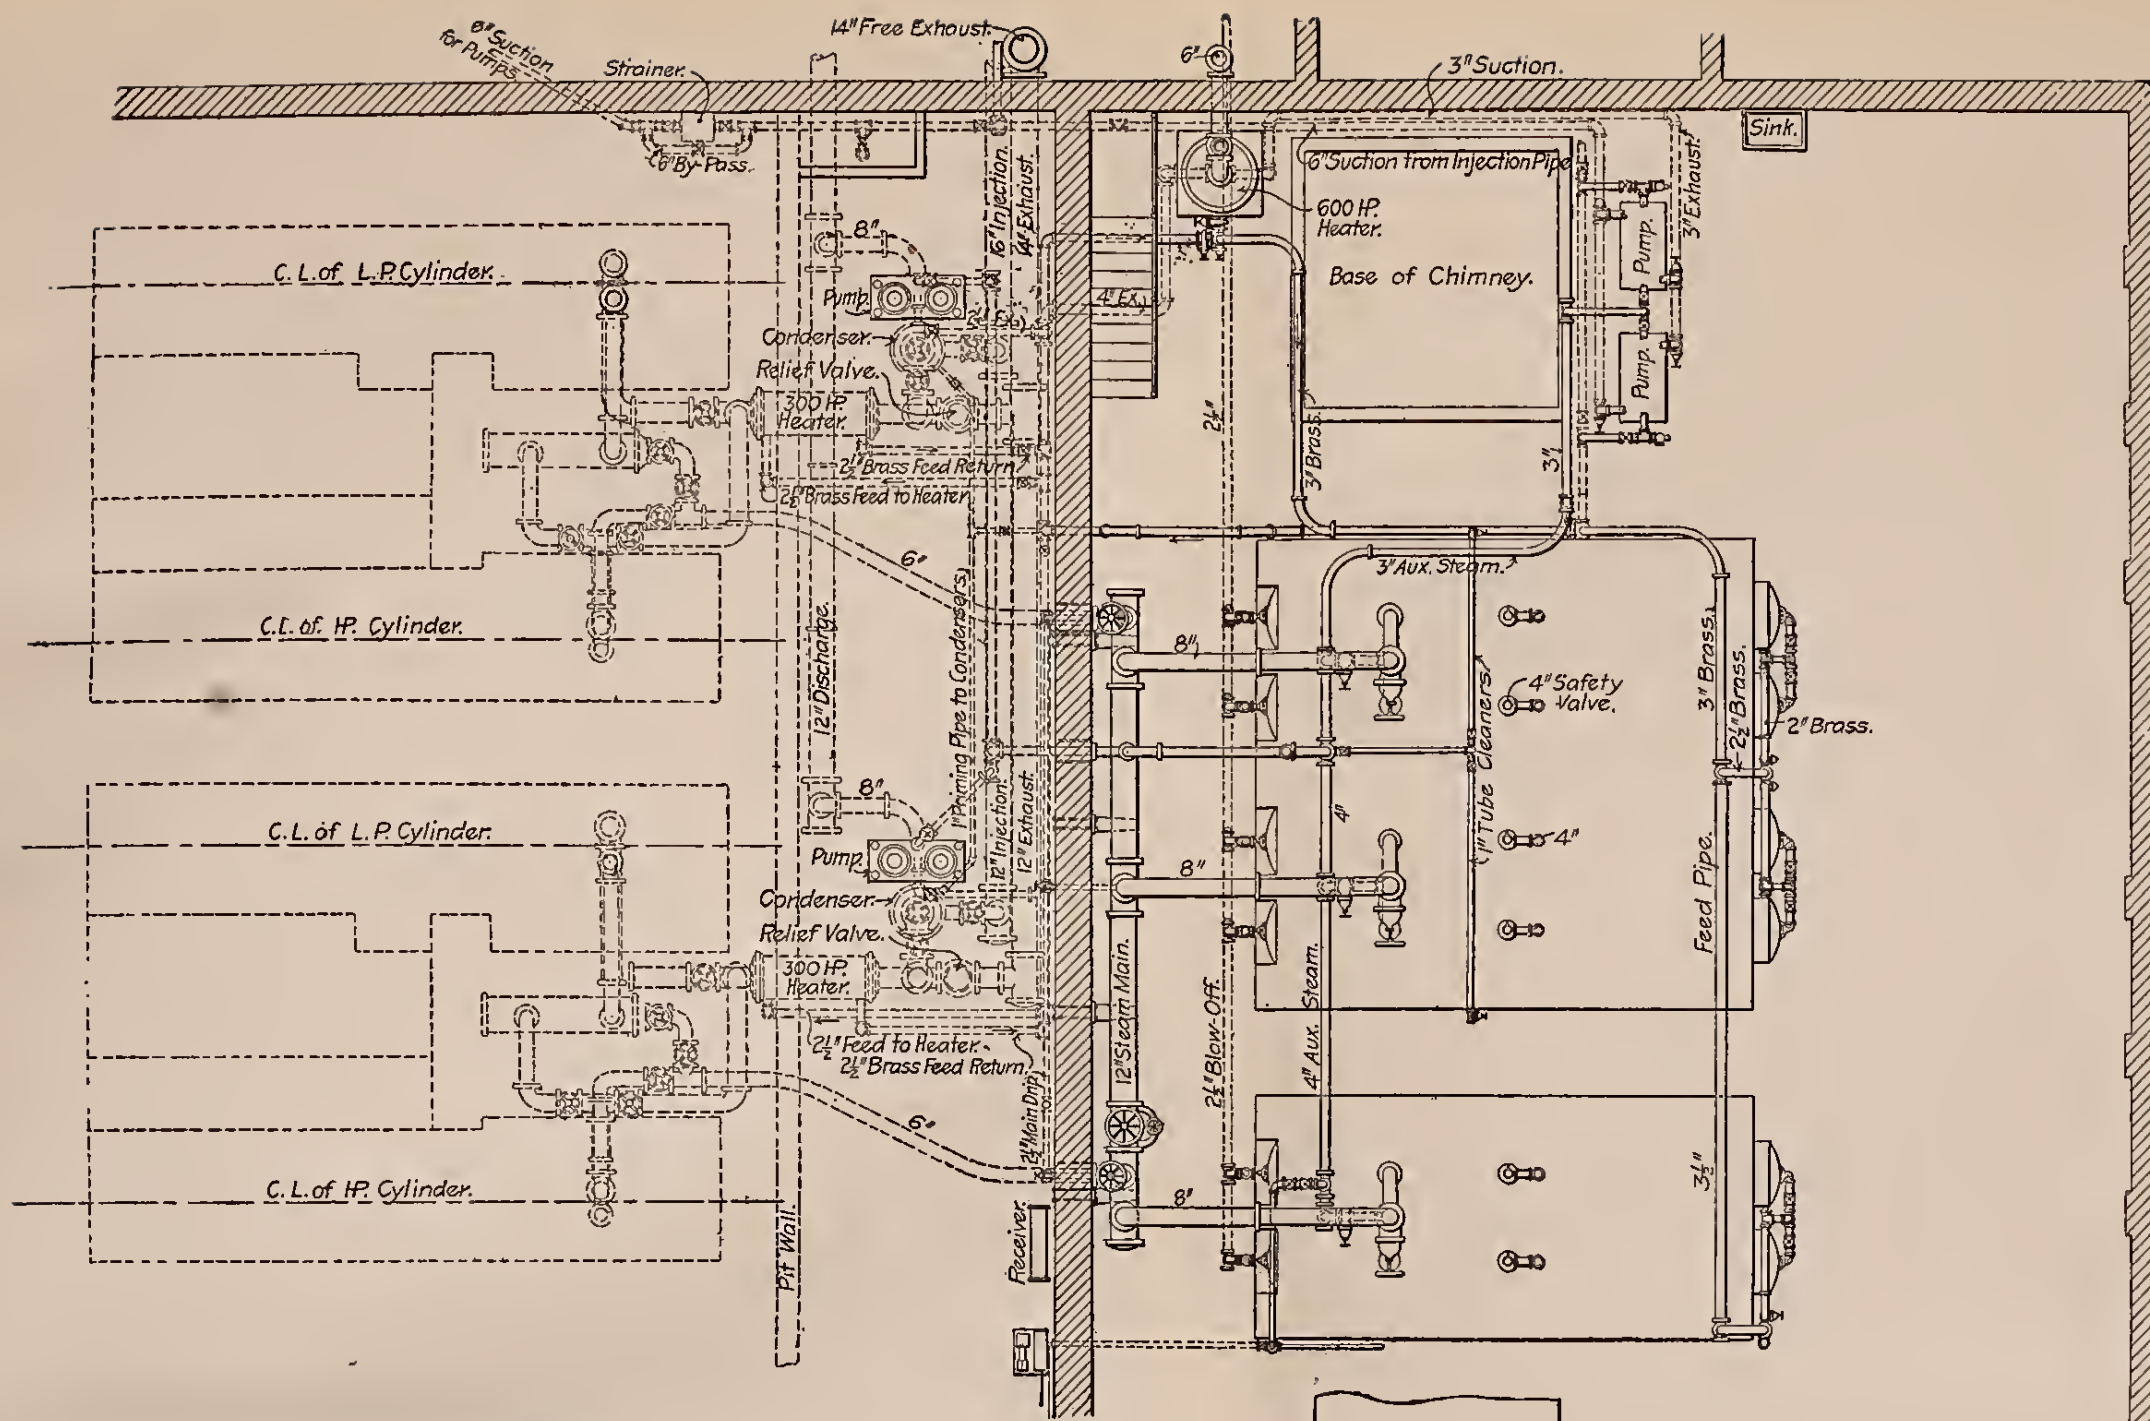 8" Suction
for Pumps.
Strainer.
14" Free Exhaust.
6"
3" Suction.
Sink.
6" By-Pass.
6" Suction from Injection Pipe
3" Exhaust.
16" Injection.
14" Exhaust.
600 HP.
Heater.
Pump.
8"
C. L. of L. P. Cylinder.
Base of Chimney.
Pump.
4" Ex.
Condenser.
Relief Valve.
Pump.
300 HP.
Heater.
2½"
3" Brass.
3"
2½" Brass Feed Return
2½" Brass Feed to Heater
6"
3" Aux. Steam.
C. L. of HP. Cylinder.
12" Discharge.
1" Priming Pipe to Condensers.
8"
1" Tube Cleaners.
4" Safety
Valve.
3" Brass.
2½" Brass.
2" Brass.
8"
C. L. of L. P. Cylinder.
Pump.
12" Injection.
12" Exhaust.
4"
4"
8"
Condenser.
Relief Valve.
300 HP.
Heater.
12" Steam Main.
Feed Pipe.
2½" Blow-Off.
4" Aux. Steam.
2½" Feed to Heater.
2½" Brass Feed Return.
6"
2½" Main Drip
C. L. of HP. Cylinder.
8"
3½"
Pit Wall.
Receiver.